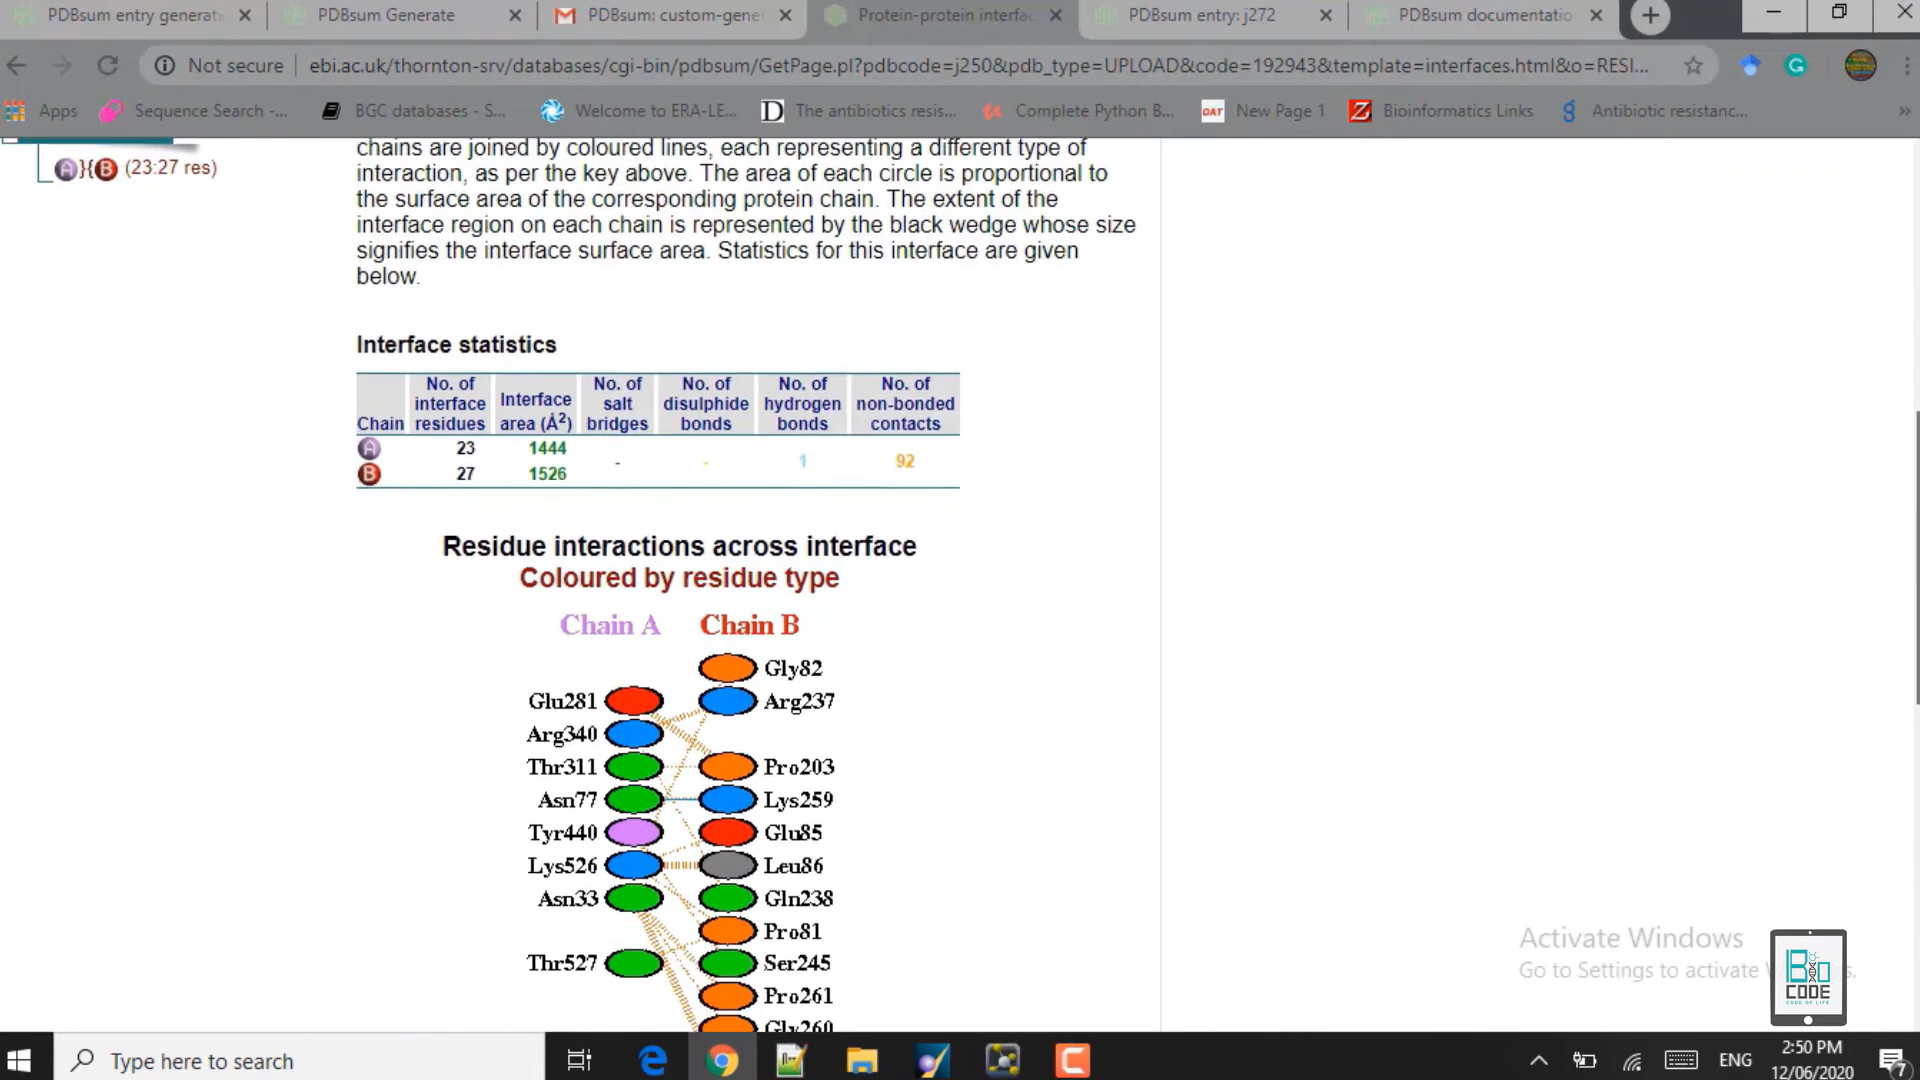 PDBsum entry generat
PDBsum Generate
PDBsum: custom-gene
Protein-protein interfac
PDBsum entry: j272
PDBsum documentatio
Not secure
ebi.ac.uk/thornton-srv/databases/cgi-bin/pdbsum/GetPage.pl?pdbcode=j250&pdb_type=UPLOAD&code=192943&template=interfaces.html&o=RESI...
Apps
Sequence Search -...
BGC databases - S...
Welcome to ERA-LE...
The antibiotics resis...
Complete Python B...
New Page 1
Bioinformatics Links
Antibiotic resistanc...
A}{B (23:27 res)
chains are joined by coloured lines, each representing a different type of
interaction, as per the key above. The area of each circle is proportional to
the surface area of the corresponding protein chain. The extent of the
interface region on each chain is represented by the black wedge whose size
signifies the interface surface area. Statistics for this interface are given
below.
Interface statistics
Chain
No. of interface residues
Interface area (Å2)
No. of salt bridges
No. of disulphide bonds
No. of hydrogen bonds
No. of non-bonded contacts
A 23 1444
- - 1 92
B 27 1526
Residue interactions across interface
Coloured by residue type
Chain A Chain B
Gly82
Glu281 Arg237
Arg340
Thr311 Pro203
Asn77 Lys259
Tyr440 Glu85
Lys526 Leu86
Asn33 Gln238
Pro81
Thr527 Ser245
Pro261
Gly260
Activate Windows
Go to Settings to activate
BIO
CODE
CODE OF LIFE
Type here to search
ENG
2:50 PM
12/06/2020
7